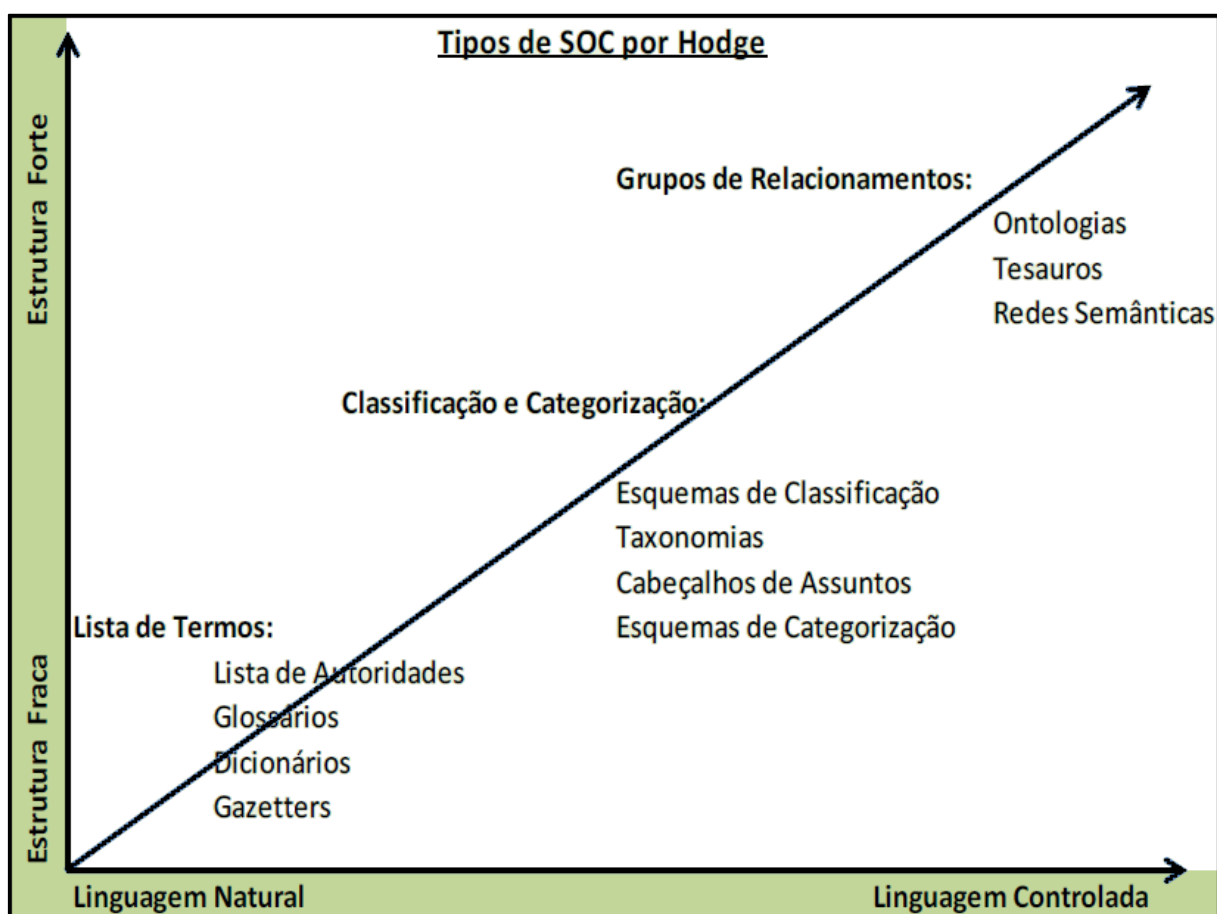 Tipos de SOC por Hodge
Estrutura Forte
Grupos de Relacionamentos:
Ontologias
Tesauros
Redes Semânticas
Classificação e Categorização:
Esquemas de Classificação
Taxonomias
Cabeçalhos de Assuntos
Esquemas de Categorização
Lista de Termos:
Lista de Autoridades
Glossários
Dicionários
Gazetters
Estrutura Fraca
Linguagem Natural
Linguagem Controlada